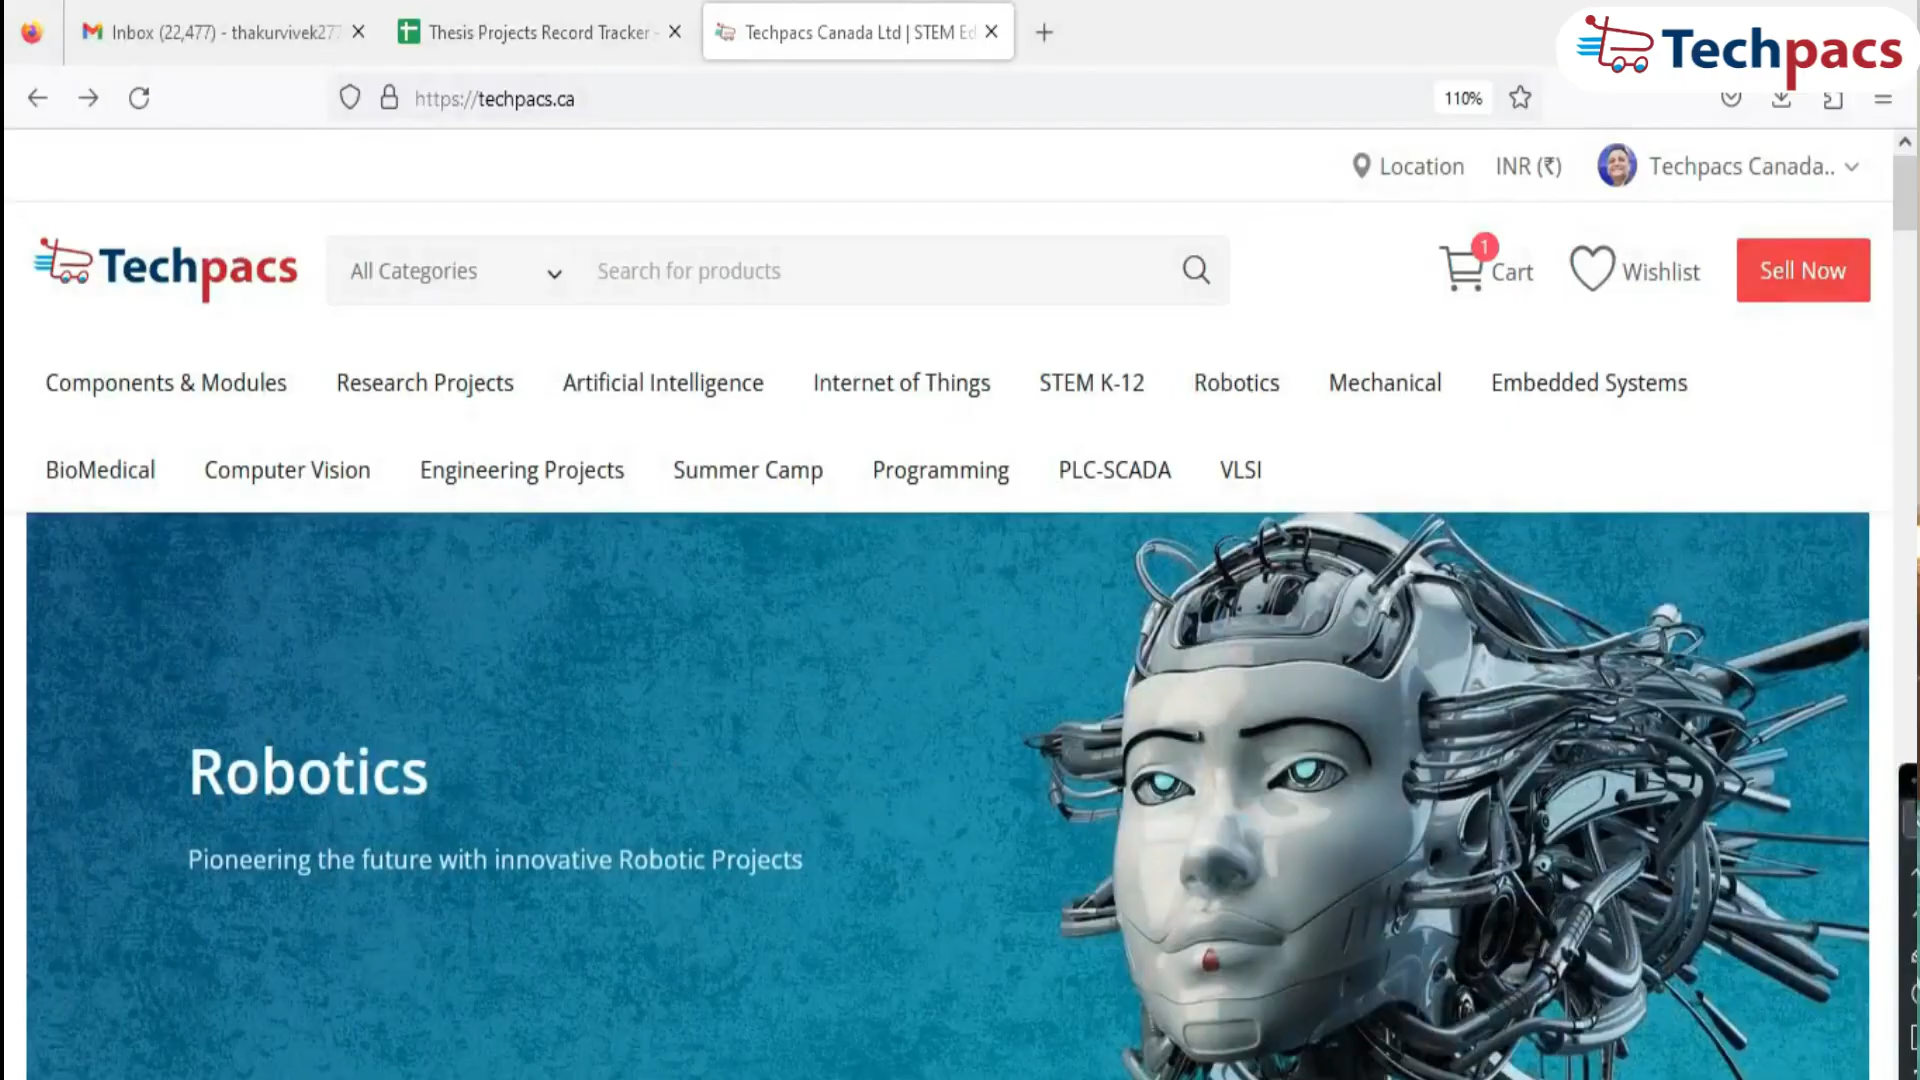 Inbox (22,477) - thakurvivek277
Thesis Projects Record Tracker -
Techpacs Canada Ltd | STEM Ed
Techpacs
https://techpacs.ca
110%
Location
INR (₹)
Techpacs Canada..
Techpacs
All Categories
Search for products
1
Cart
Wishlist
Sell Now
Components & Modules
Research Projects
Artificial Intelligence
Internet of Things
STEM K-12
Robotics
Mechanical
Embedded Systems
BioMedical
Computer Vision
Engineering Projects
Summer Camp
Programming
PLC-SCADA
VLSI
Robotics
Pioneering the future with innovative Robotic Projects